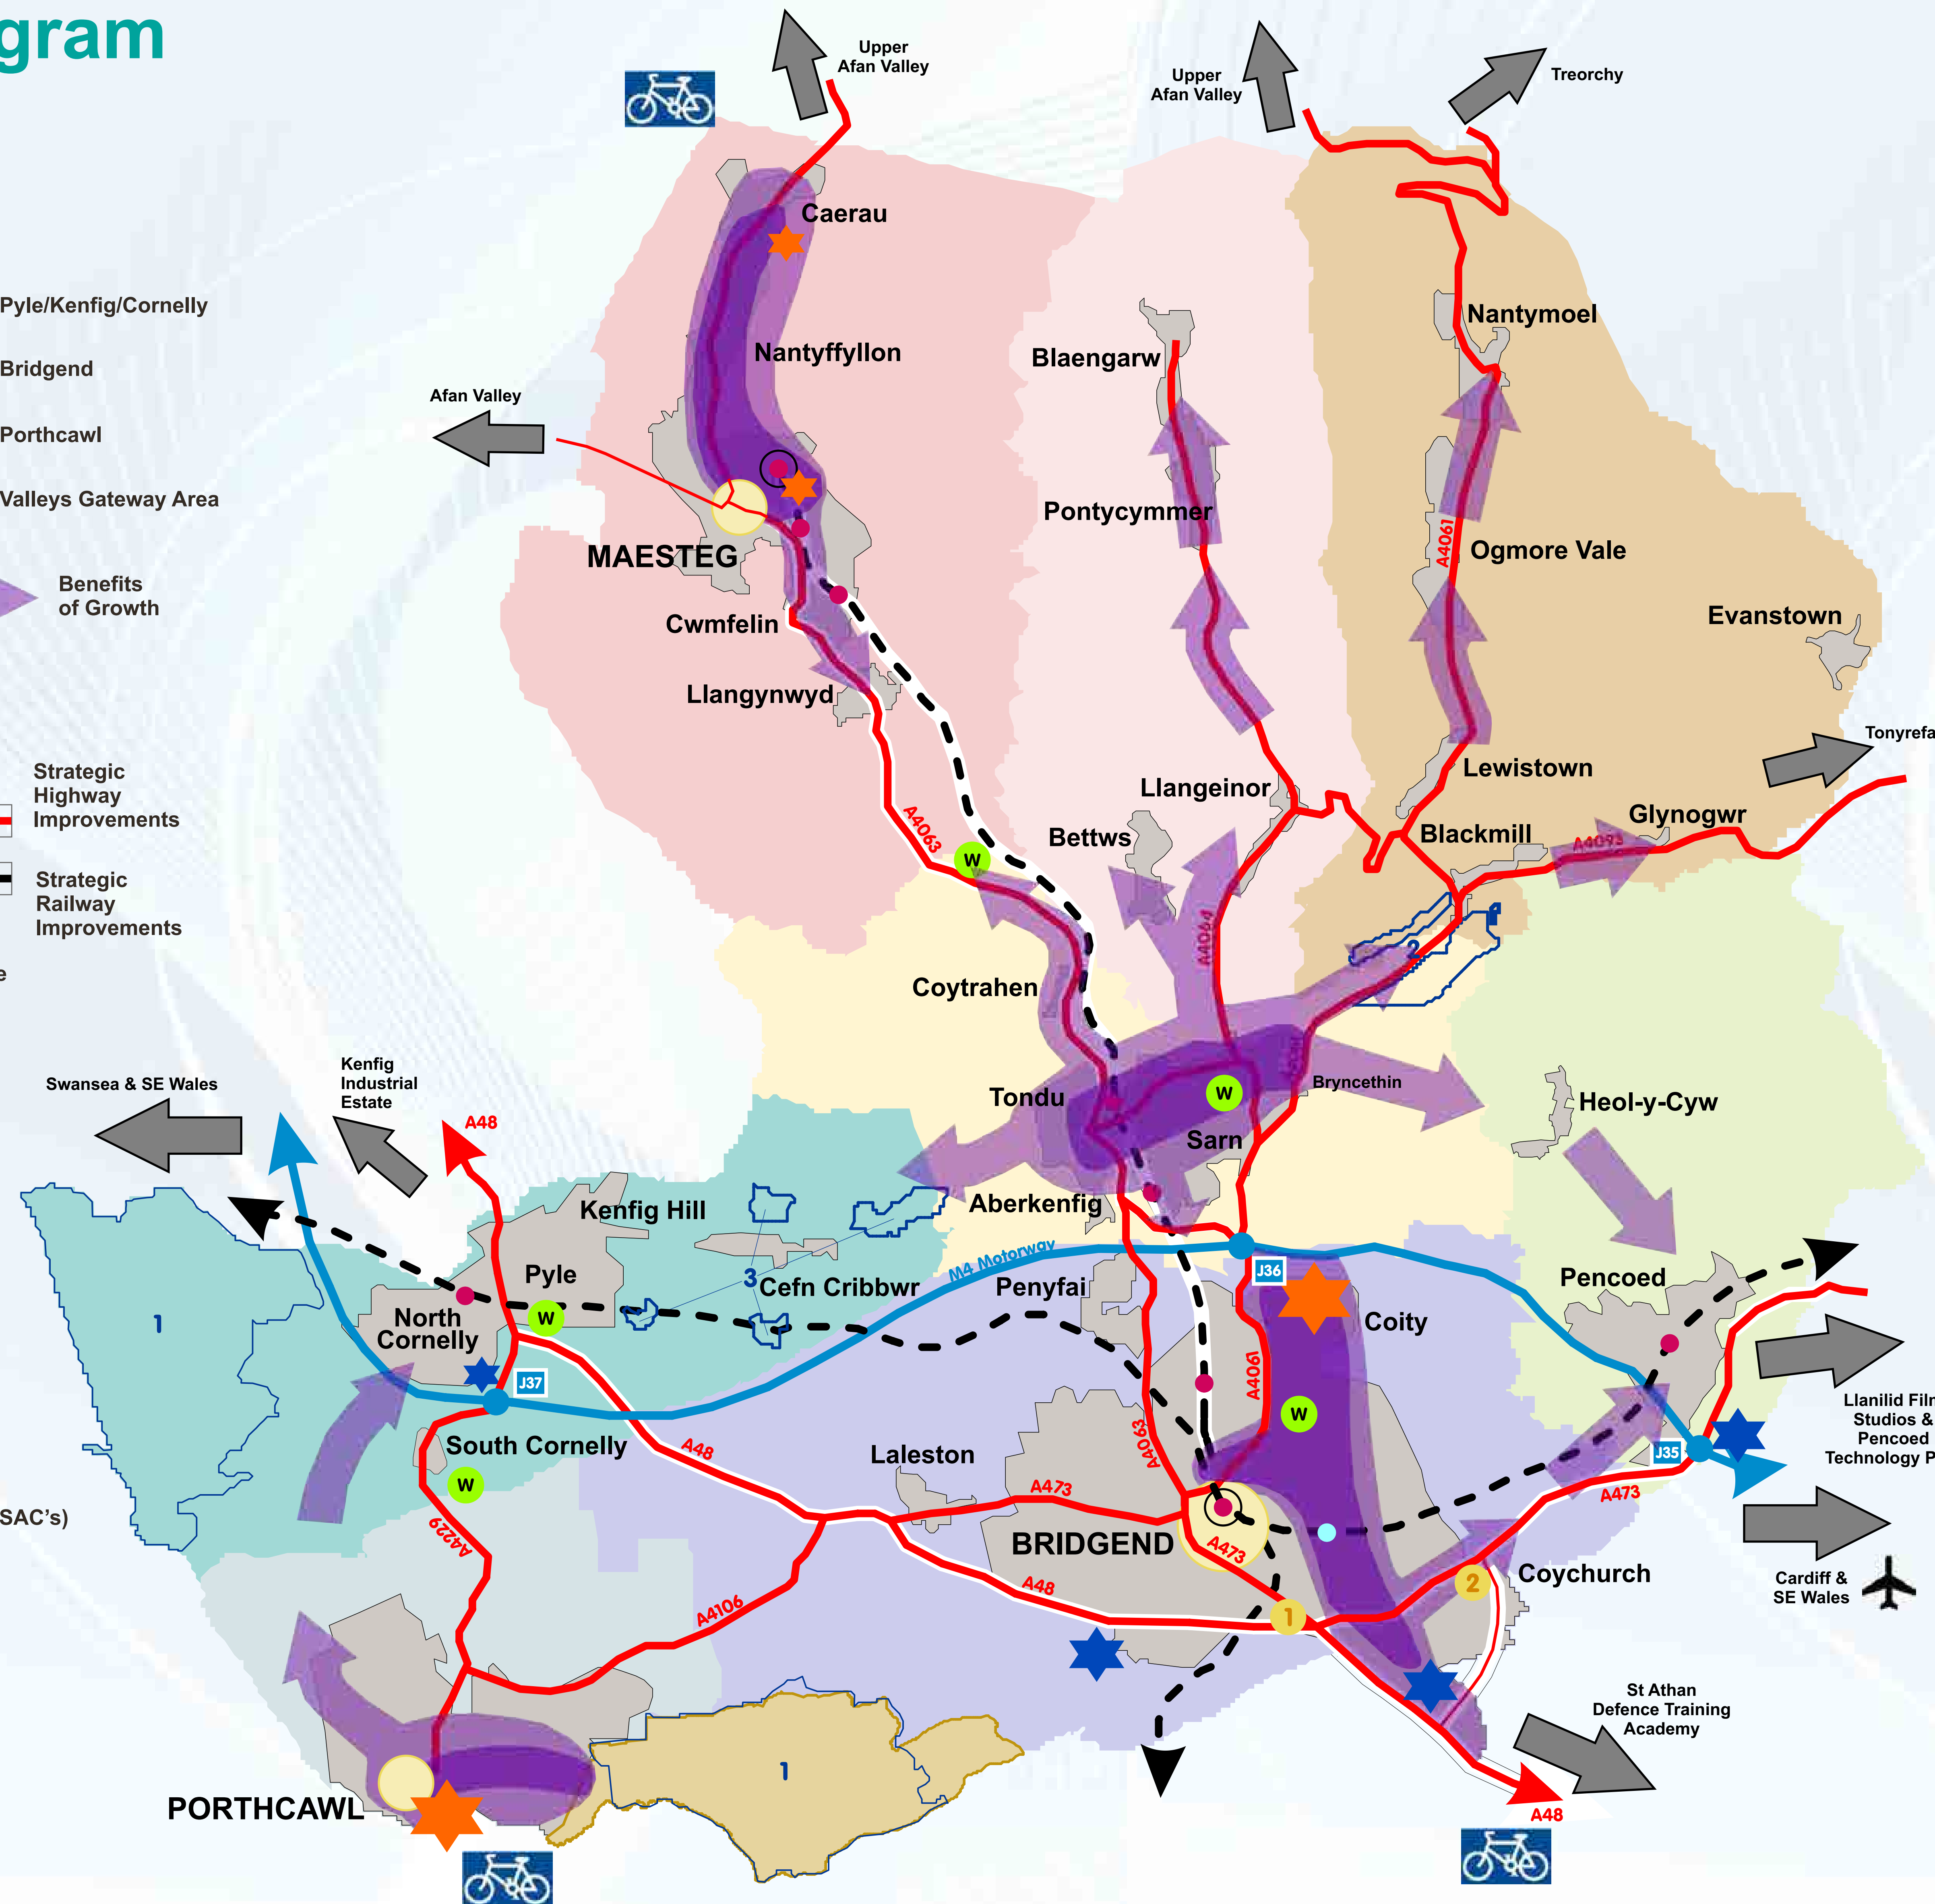 gram
Upper
Afan Valley
Upper
Afan Valley
Treorchy
Caerau
Pyle/Kenfig/Cornelly
Nantymoel
Nantyffyllon
Blaengarw
Bridgend
Afan Valley
Porthcawl
Valleys Gateway Area
Pontycymmer
A4061
Ogmore Vale
MAESTEG
Benefits
of Growth
Evanstown
Cwmfelin
Llangynwyd
Tonyrefa
Strategic
Highway
Improvements
Lewistown
Llangeinor
Glynogwr
A4063
Bettws
Blackmill
A4093
W
Strategic
Railway
Improvements
A4064
2
1
e
Coytrahen
Kenfig
Industrial
Estate
Swansea & SE Wales
Tondu
W
Bryncethin
Heol-y-Cyw
A48
Sarn
Kenfig Hill
Aberkenfig
M4 Motorway
J36
Pyle
3
Cefn Cribbwr
Penyfai
Pencoed
1
North
Cornelly
W
Coity
J37
A4061
Llanilid Film
Studios &
Pencoed
Technology P
W
A4063
South Cornelly
A48
Laleston
J35
W
A473
A473
SAC's)
A4229
BRIDGEND
A473
Coychurch
Cardiff &
SE Wales
2
A48
A4106
1
St Athan
Defence Training
Academy
1
PORTHCAWL
A48